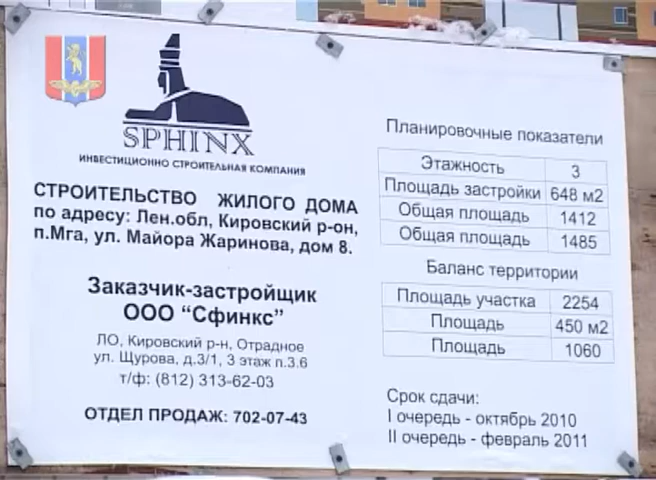 SPHINX
ИНВЕСТИЦИОННО СТРОИТЕЛЬНАЯ КОМПАНИЯ
СТРОИТЕЛЬСТВО ЖИЛОГО ДОМА
по адресу: Лен.обл, Кировский р-он,
п.Мга, ул. Майора Жаринова, дом 8.
Заказчик-застройщик
ООО “Сфинкс”
ЛО, Кировский р-н, Отрадное
ул. Щурова, д.3/1, 3 этаж п.3.6
т/ф: (812) 313-62-03
ОТДЕЛ ПРОДАЖ: 702-07-43
Планировочные показатели
Этажность 3
Площадь застройки 648 м2
Общая площадь 1412
Общая площадь 1485
Баланс территории
Площадь участка 2254
Площадь 450 м2
Площадь 1060
Срок сдачи:
I очередь - октябрь 2010
II очередь - февраль 2011